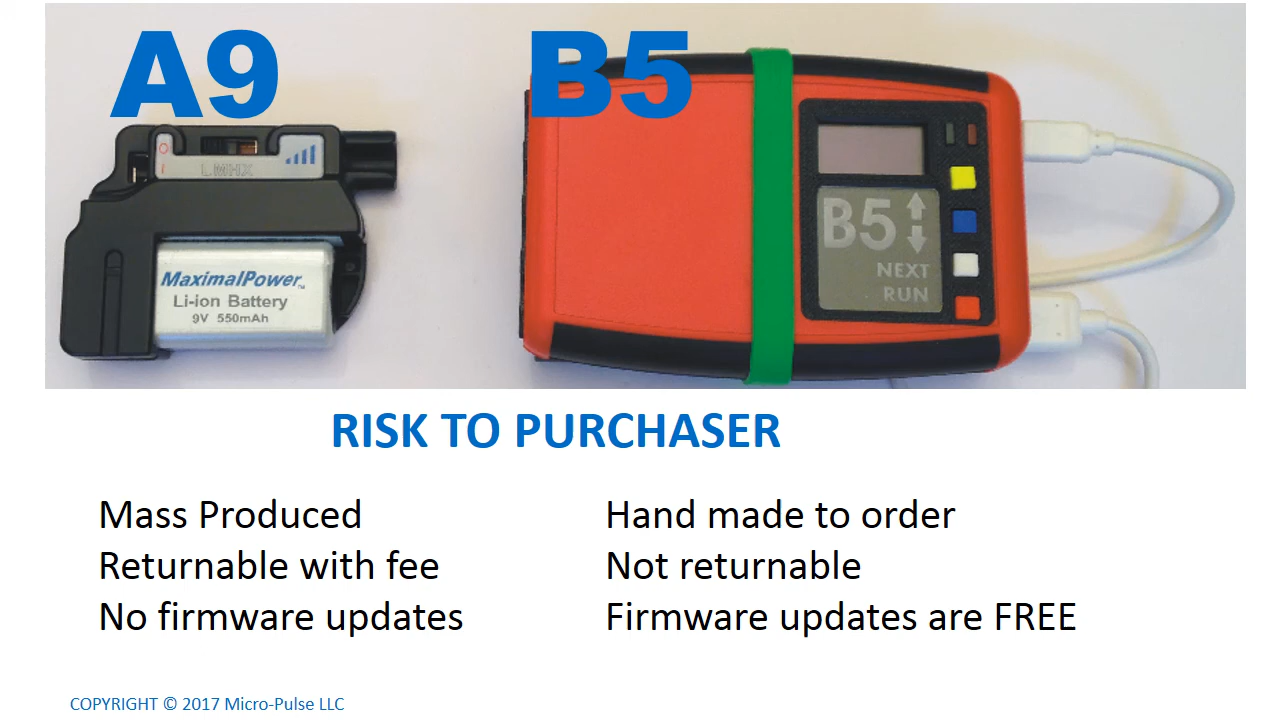 A9
B5
LMHX
MaximalPower™
Li-ion Battery
9V 550mAh
B5
NEXT
RUN
RISK TO PURCHASER
Mass Produced
Returnable with fee
No firmware updates
Hand made to order
Not returnable
Firmware updates are FREE
COPYRIGHT © 2017 Micro-Pulse LLC